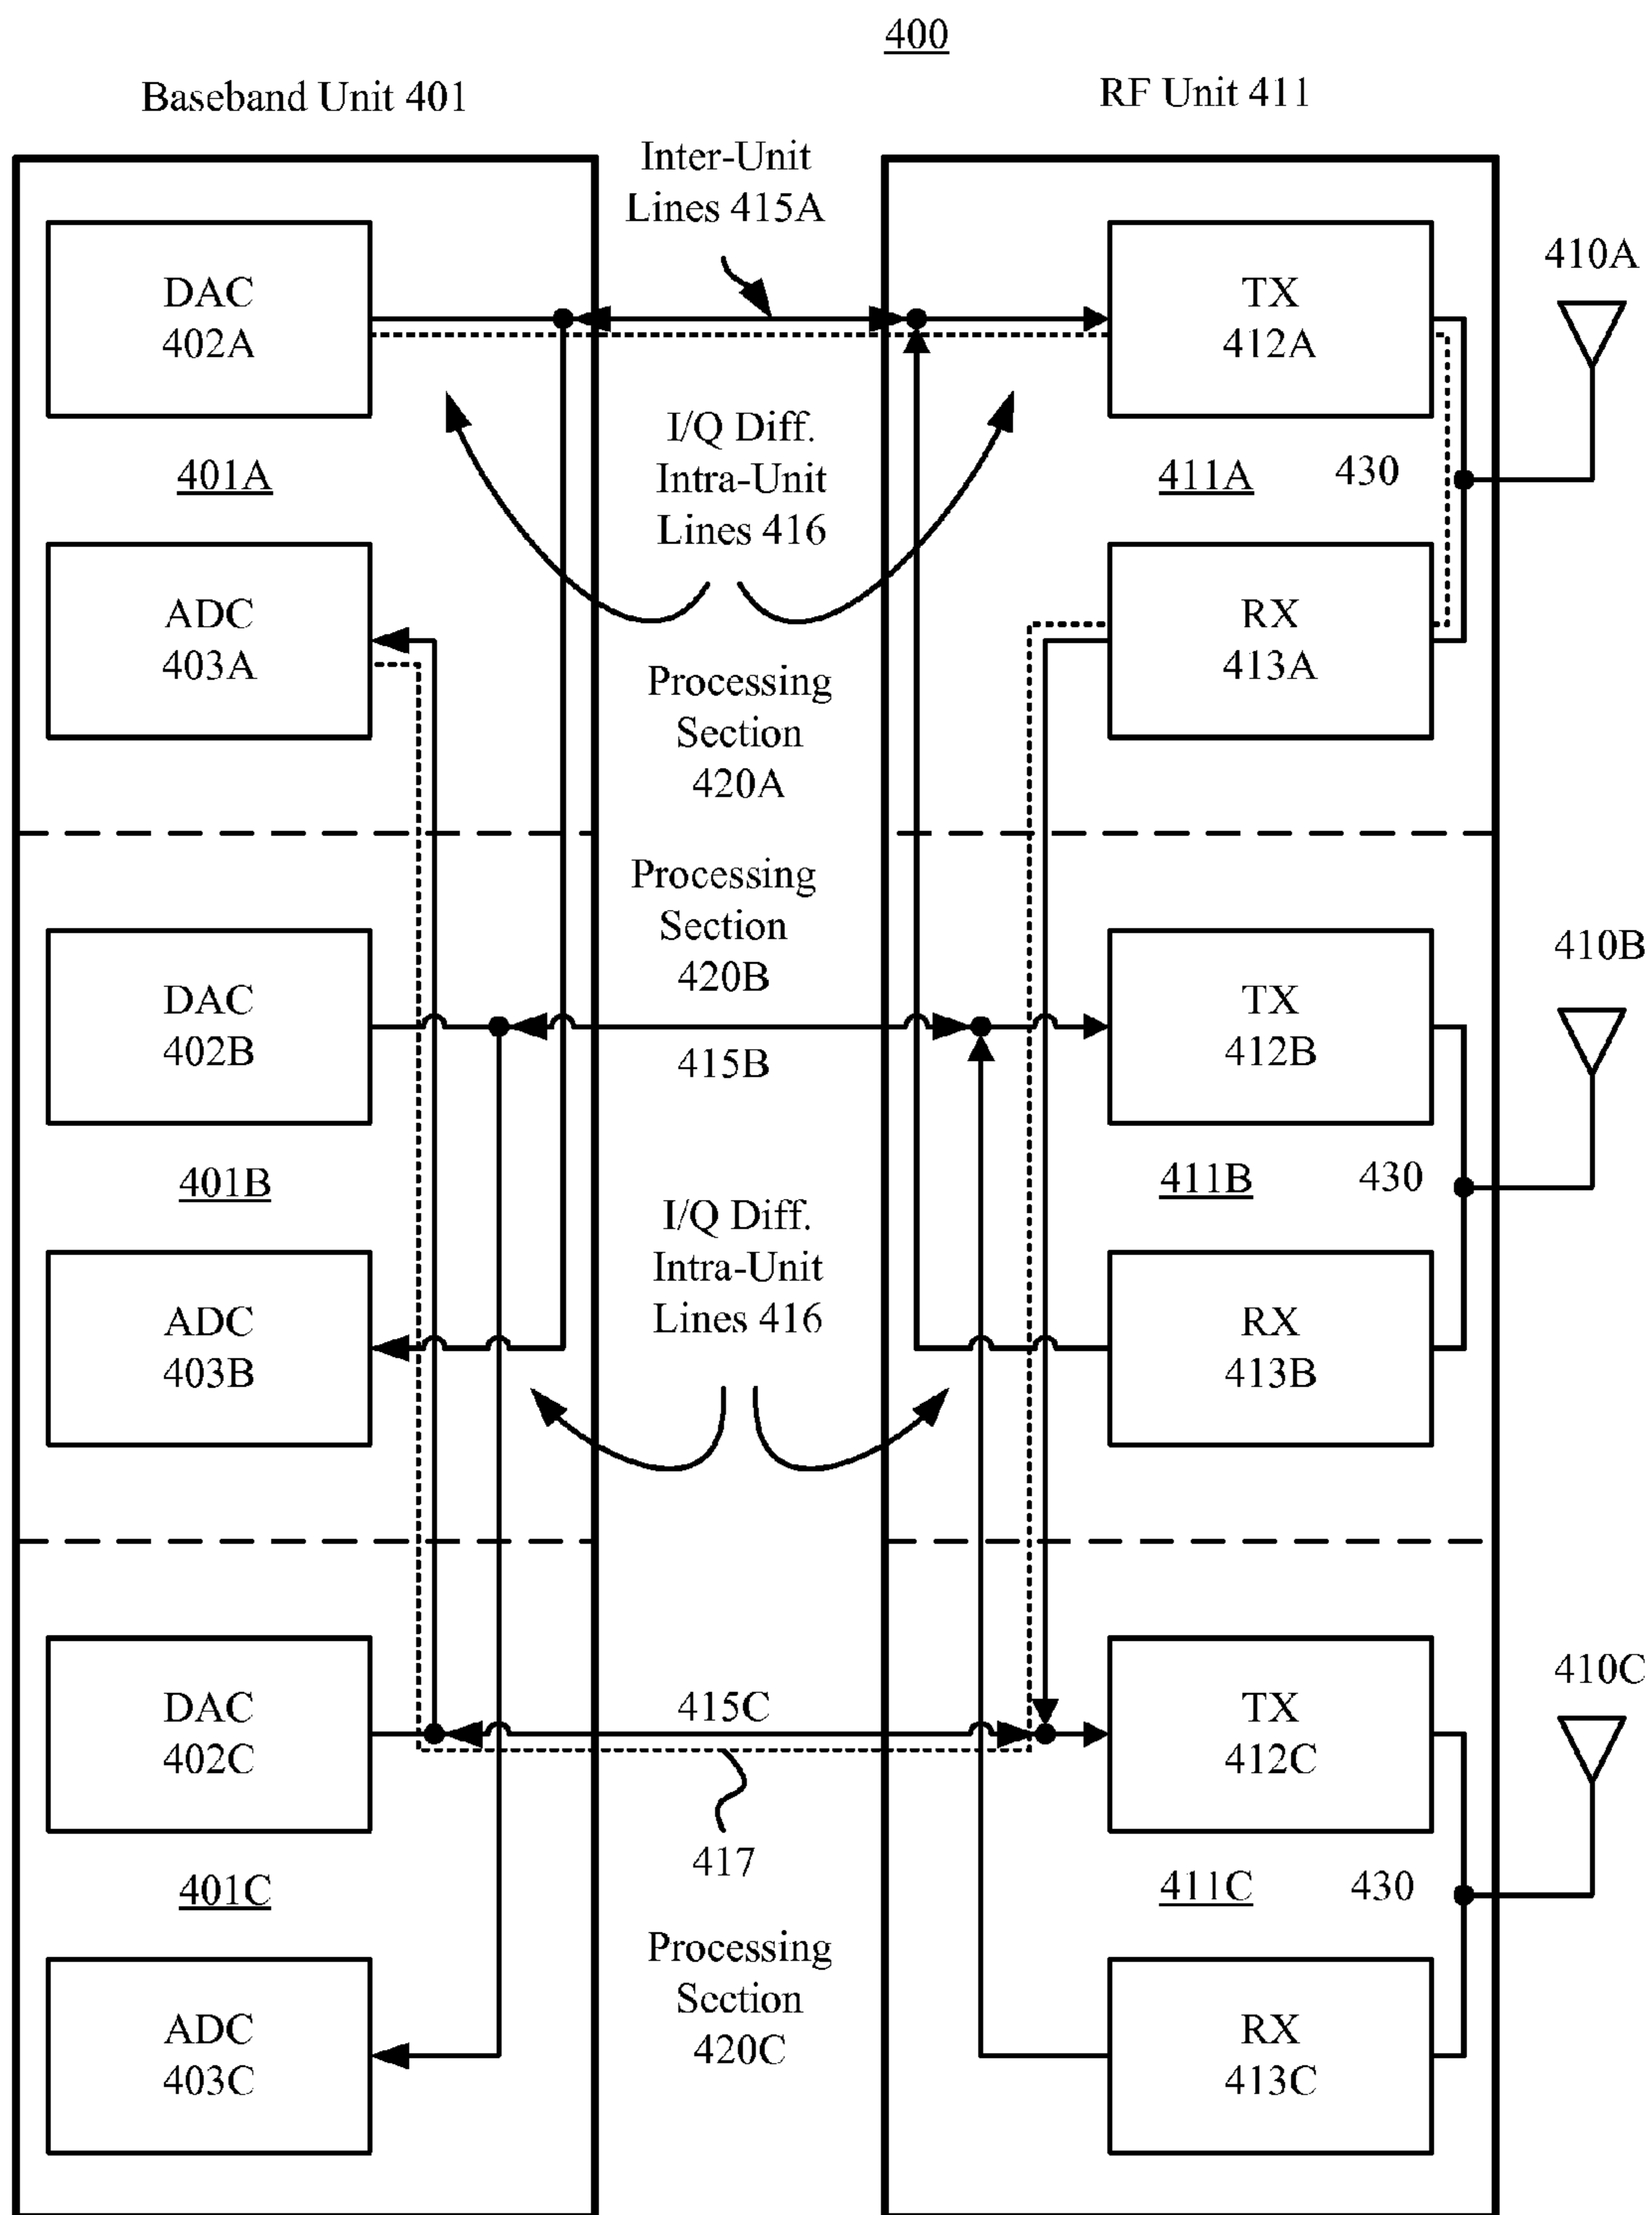 400
Baseband Unit 401
RF Unit 411
Inter-Unit
Lines 415A
DAC
402A
TX
412A
410A
I/Q Diff.
Intra-Unit
Lines 416
401A
411A
430
ADC
403A
RX
413A
Processing
Section
420A
Processing
Section
420B
DAC
402B
TX
412B
410B
415B
401B
411B
430
I/Q Diff.
Intra-Unit
Lines 416
ADC
403B
RX
413B
DAC
402C
415C
TX
412C
410C
417
401C
411C
430
Processing
Section
420C
ADC
403C
RX
413C